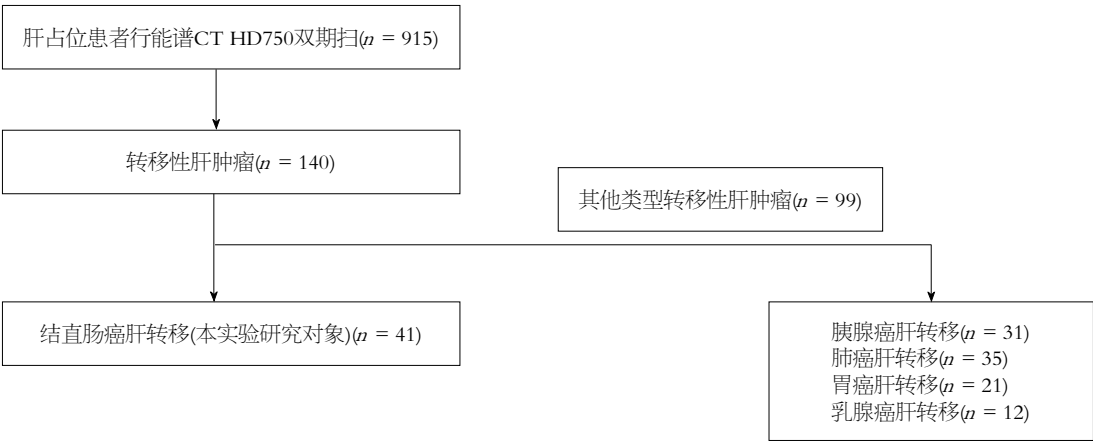 肝占位患者行能谱CT HD750双期扫(n = 915)
转移性肝肿瘤(n = 140)
其他类型转移性肝肿瘤(n = 99)
结直肠癌肝转移(本实验研究对象)(n = 41)
胰腺癌肝转移(n = 31)
肺癌肝转移(n = 35)
胃癌肝转移(n = 21)
乳腺癌肝转移(n = 12)